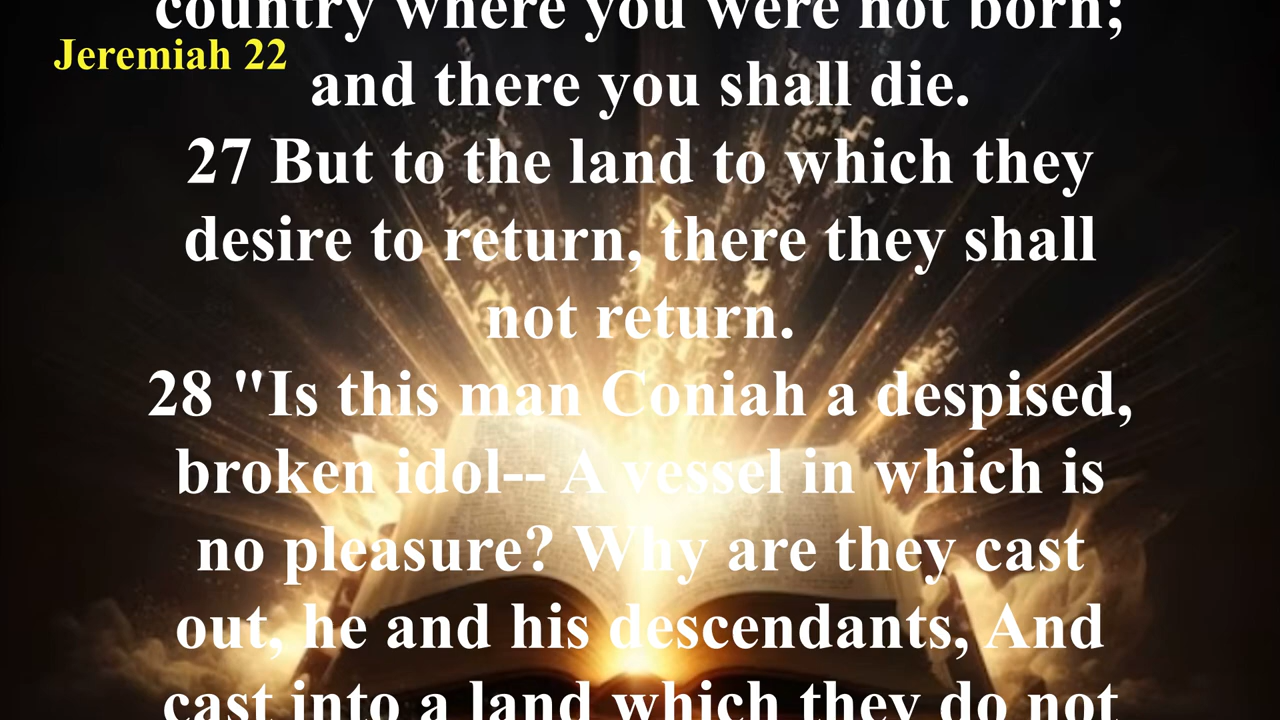 country where you were not born;
Jeremiah 22
and there you shall die.
27 But to the land to which they
desire to return, there they shall
not return.
28 "Is this man Coniah a despised,
broken idol-- A vessel in which is
no pleasure? Why are they cast
out, he and his descendants, And
cast into a land which they do not